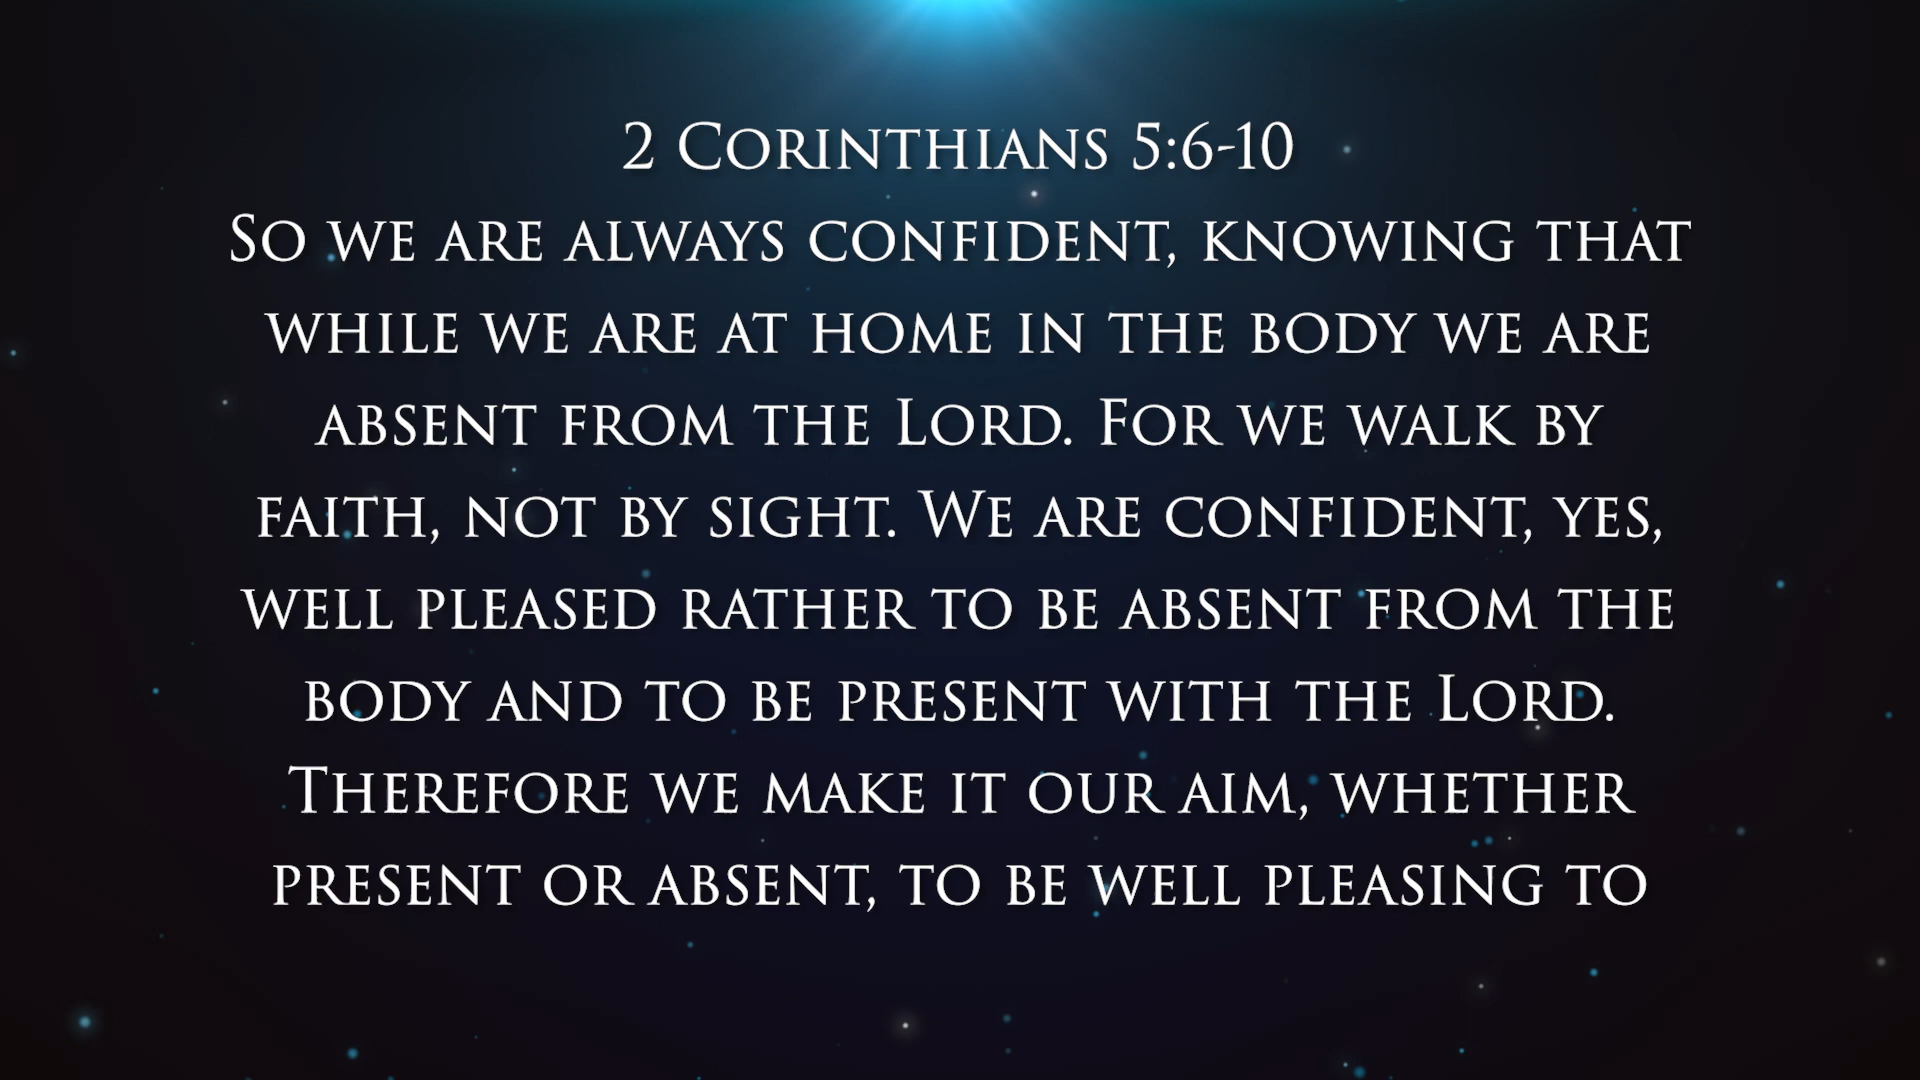 2 Corinthians 5:6-10
So we are always confident, knowing that
while we are at home in the body we are
absent from the Lord. For we walk by
faith, not by sight. We are confident, yes,
well pleased rather to be absent from the
body and to be present with the Lord.
Therefore we make it our aim, whether
present or absent, to be well pleasing to